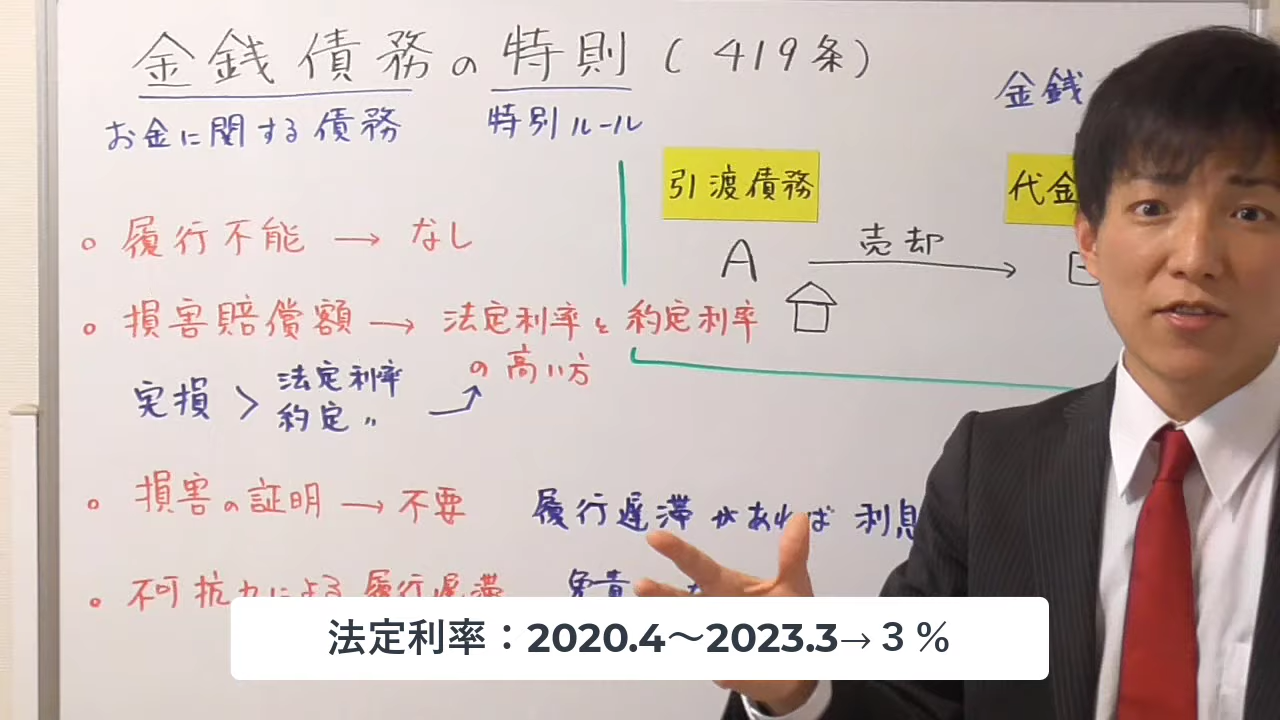 金銭債務の特則(419条)
お金に関する債務
特別ルール
金銭
引渡債務
代金
A
売却
○ 履行不能 → なし
○ 損害賠償額 → 法定利率と約定利率
の高い方
実損 > 法定利率
約定 〃
○ 損害の証明 → 不要
履行遅滞があれば利息
○ 不可抗力による履行遅滞
免責
法定利率：2020.4～2023.3→３％